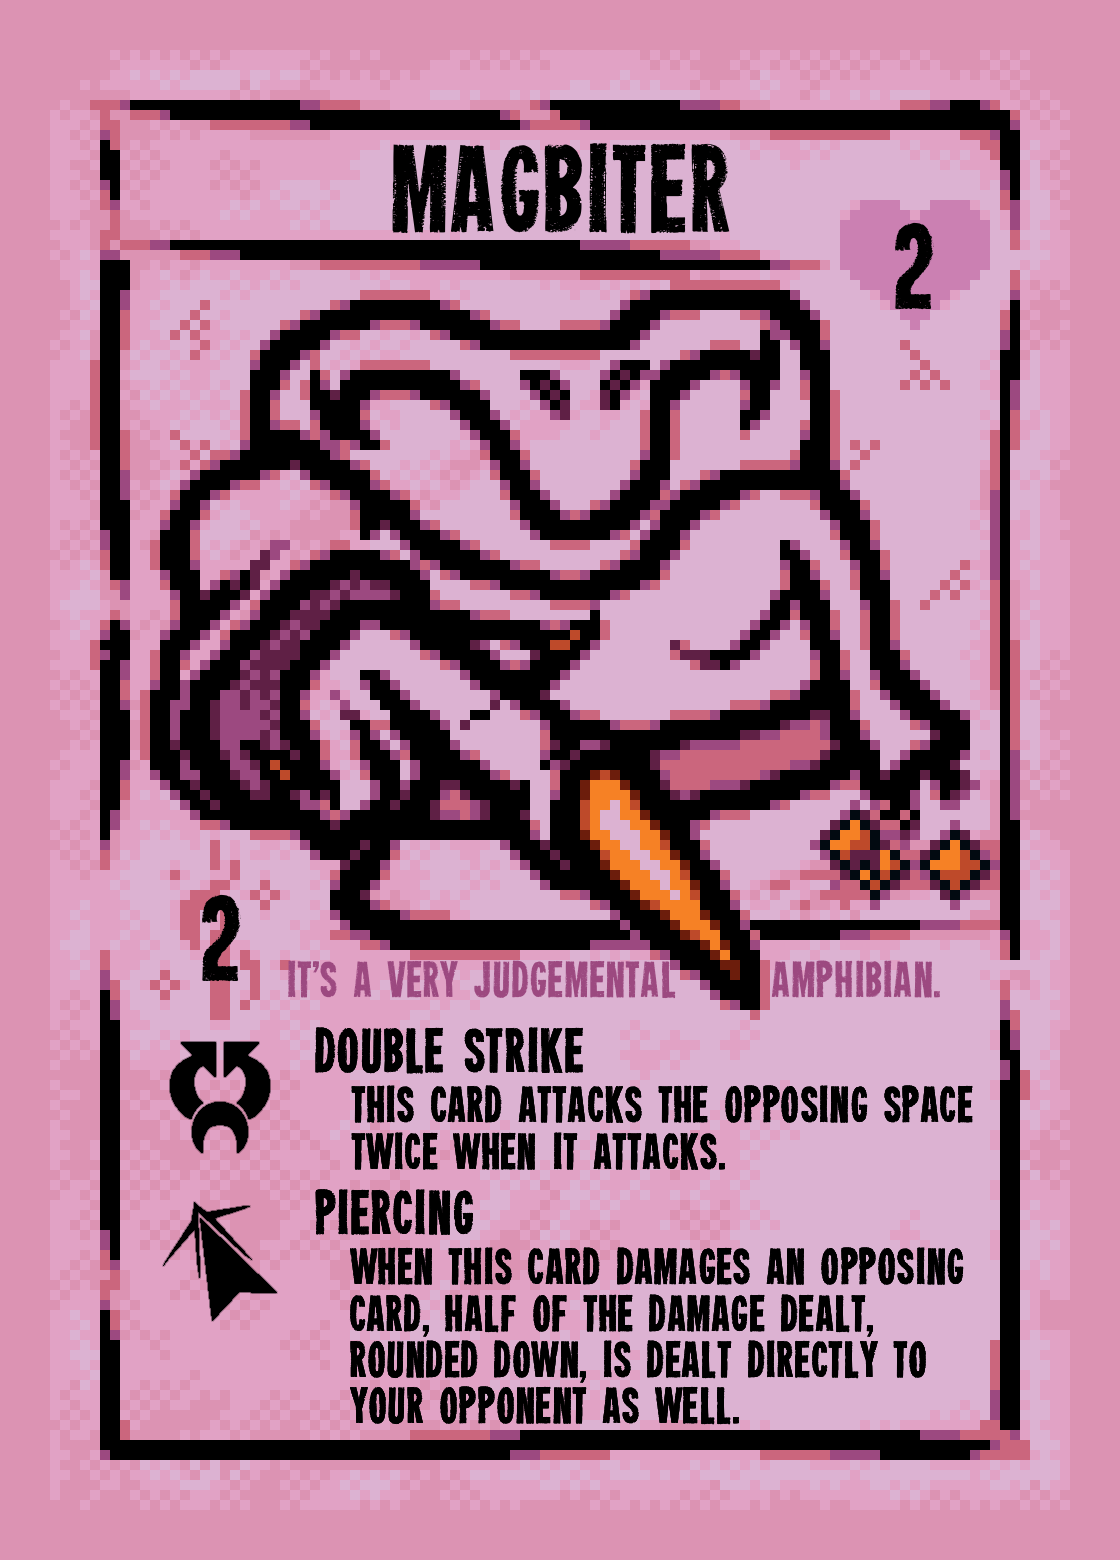 MAGBITER
2
2
IT'S A VERY JUDGEMENTAL AMPHIBIAN.
DOUBLE STRIKE
THIS CARD ATTACKS THE OPPOSING SPACE
TWICE WHEN IT ATTACKS.
PIERCING
WHEN THIS CARD DAMAGES AN OPPOSING
CARD, HALF OF THE DAMAGE DEALT,
ROUNDED DOWN, IS DEALT DIRECTLY TO
YOUR OPPONENT AS WELL.